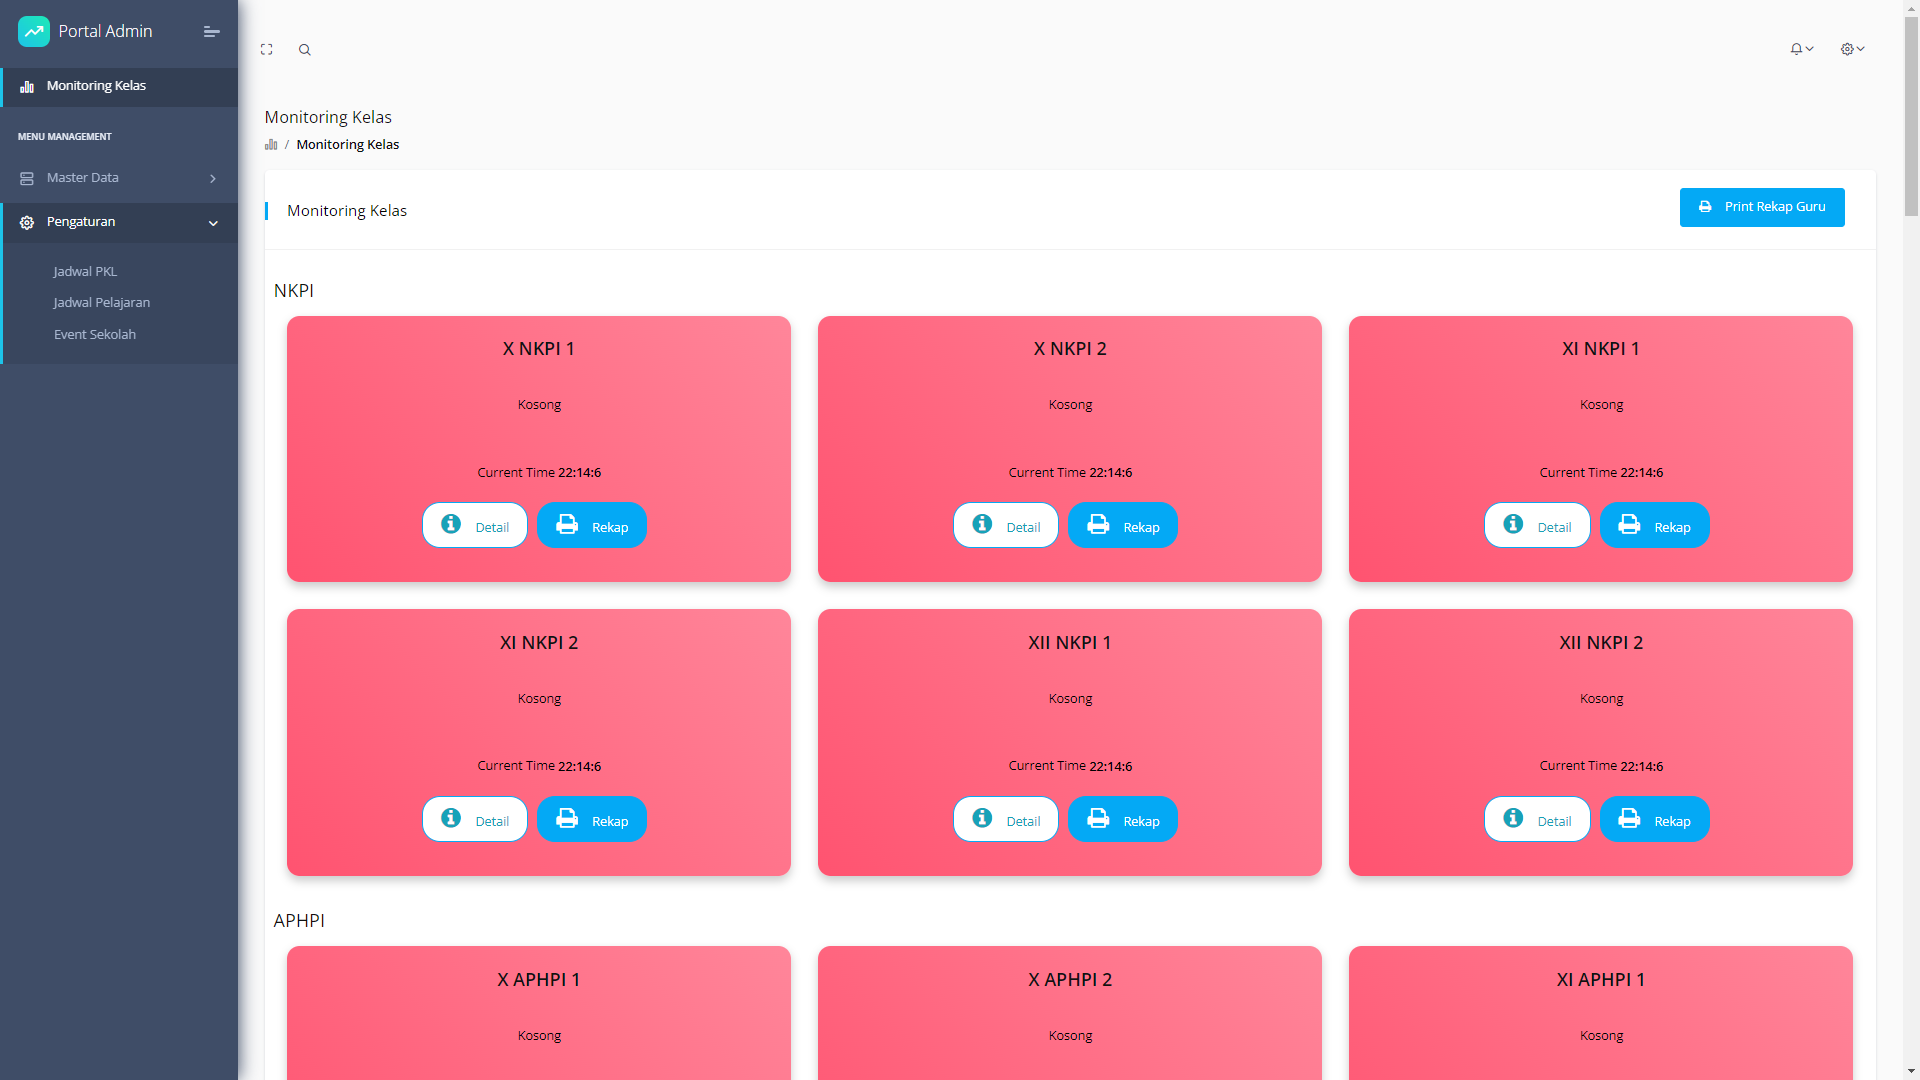 Portal Admin
Monitoring Kelas
MENU MANAGEMENT
Master Data
Pengaturan
Jadwal PKL
Jadwal Pelajaran
Event Sekolah
Monitoring Kelas
/ Monitoring Kelas
Monitoring Kelas
Print Rekap Guru
NKPI
X NKPI 1
Kosong
Current Time 22:14:6
Detail Rekap
X NKPI 2
Kosong
Current Time 22:14:6
Detail Rekap
XI NKPI 1
Kosong
Current Time 22:14:6
Detail Rekap
XI NKPI 2
Kosong
Current Time 22:14:6
Detail Rekap
XII NKPI 1
Kosong
Current Time 22:14:6
Detail Rekap
XII NKPI 2
Kosong
Current Time 22:14:6
Detail Rekap
APHPI
X APHPI 1
Kosong
X APHPI 2
Kosong
XI APHPI 1
Kosong